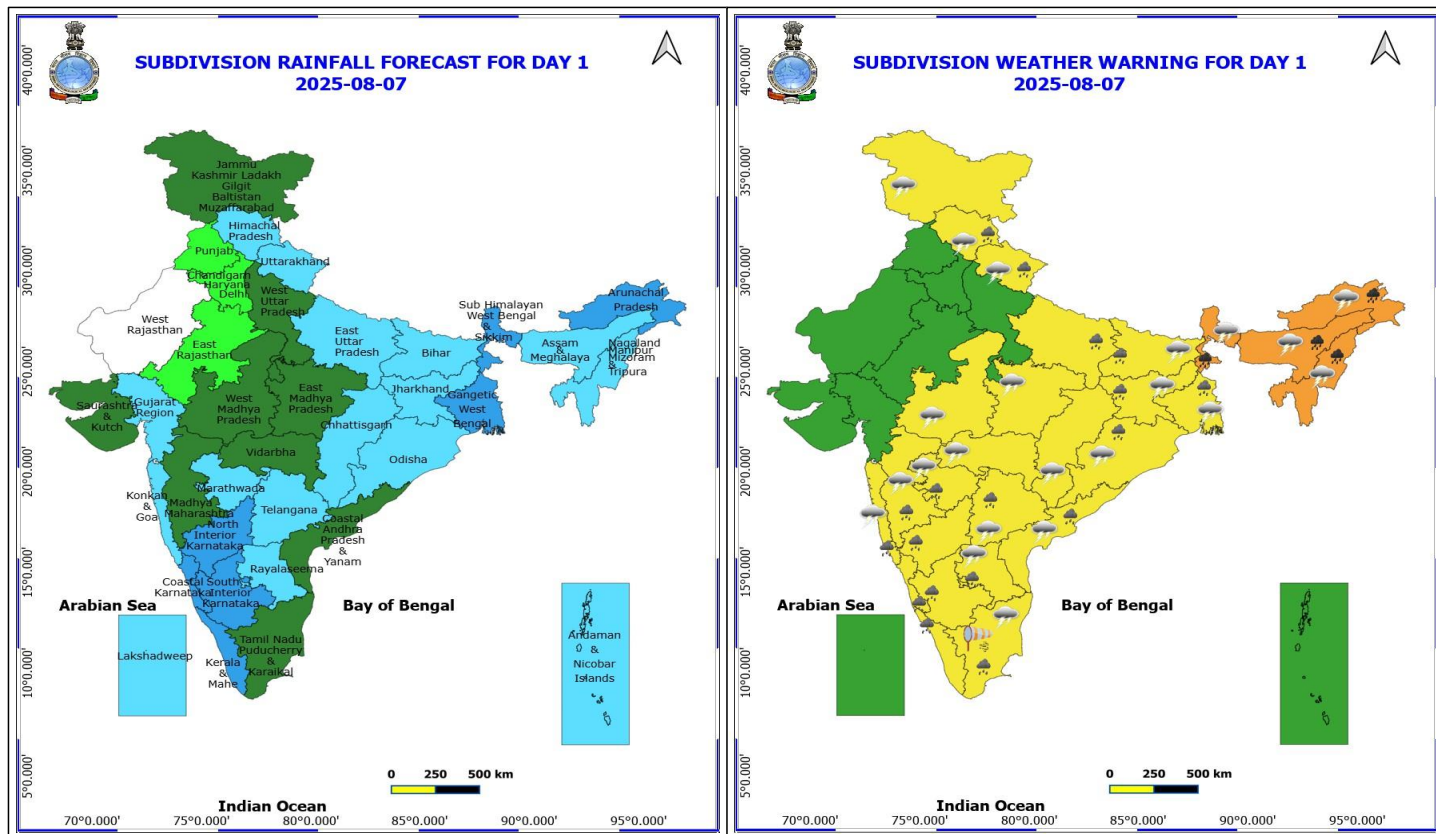 SUBDIVISION RAINFALL FORECAST FOR DAY 1
2025-08-07
40°0.000'
35°0.000'
30°0.000'
25°0.000'
20°0.000'
15°0.000'
10°0.000'
5°0.000'
Jammu
Kashmir Ladakh
Gilgit
Baltistan
Muzaffarabad
Himachal
Pradesh
Punjab
Uttarakhand
Chandigarh
Haryana
Delhi
West
Uttar
Pradesh
West
Rajasthan
East
Rajasthan
East
Uttar
Pradesh
Bihar
Sub Himalayan
West Bengal
&
Sikkim
Arunachal
Pradesh
Assam
&
Meghalaya
Nagaland
Manipur
Mizoram
&
Tripura
Jharkhand
Gangetic
West
Bengal
Saurashtra
&
Kutch
Gujarat
Region
West
Madhya
Pradesh
East
Madhya
Pradesh
Chhattisgarh
Odisha
Vidarbha
Marathwada
Konkan
&
Goa
Madhya
Maharashtra
Telangana
North
Interior
Karnataka
Coastal
Andhra
Pradesh
&
Yanam
Rayalaseema
Coastal
Karnataka
South
Interior
Karnataka
Arabian Sea
Bay of Bengal
Lakshadweep
Kerala
&
Mahe
Tamil Nadu
Puducherry
&
Karaikal
Andaman
&
Nicobar
Islands
0 250 500 km
Indian Ocean
70°0.000' 75°0.000' 80°0.000' 85°0.000' 90°0.000' 95°0.000'
SUBDIVISION WEATHER WARNING FOR DAY 1
2025-08-07
40°0.000'
35°0.000'
30°0.000'
25°0.000'
20°0.000'
15°0.000'
10°0.000'
5°0.000'
Arabian Sea
Bay of Bengal
0 250 500 km
Indian Ocean
70°0.000' 75°0.000' 80°0.000' 85°0.000' 90°0.000' 95°0.000'